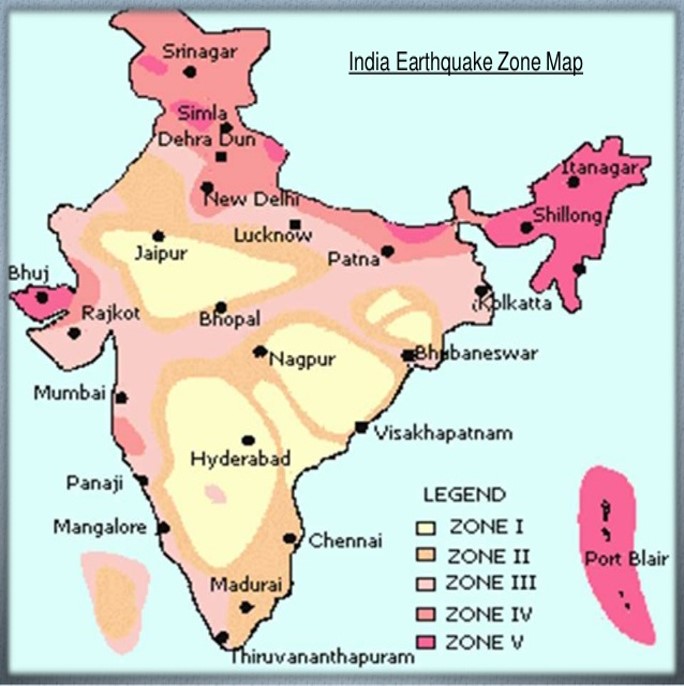 Srinagar
India Earthquake Zone Map
Simla
Dehra Dun
Itanagar
New Delhi
Shillong
Lucknow
Jaipur
Patna
Bhuj
Kolkatta
Rajkot
Bhopal
Bhubaneswar
Nagpur
Mumbai
Visakhapatnam
Hyderabad
Panaji
LEGEND
Mangalore
ZONE I
Chennai
ZONE II
Port Blair
Madurai
ZONE III
ZONE IV
ZONE V
Thiruvananthapuram